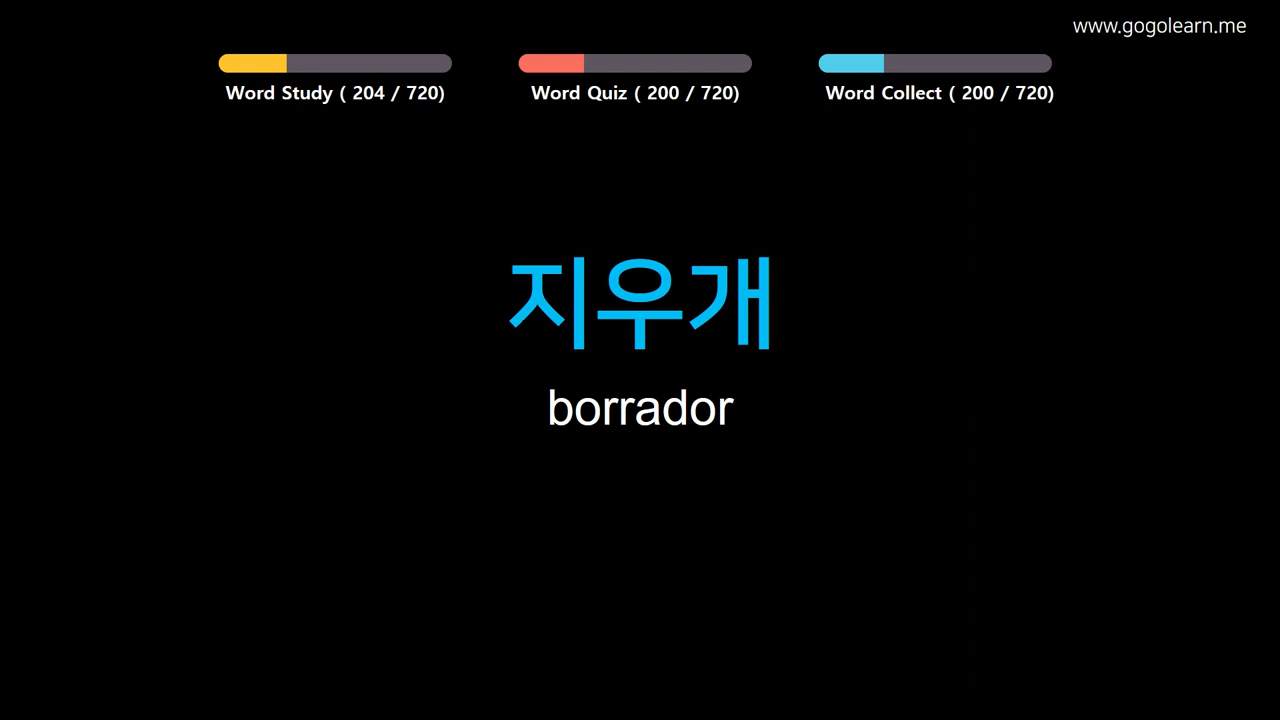 www.gogolearn.me
Word Study ( 204 / 720)
Word Quiz ( 200 / 720)
Word Collect ( 200 / 720)
지우개
borrador